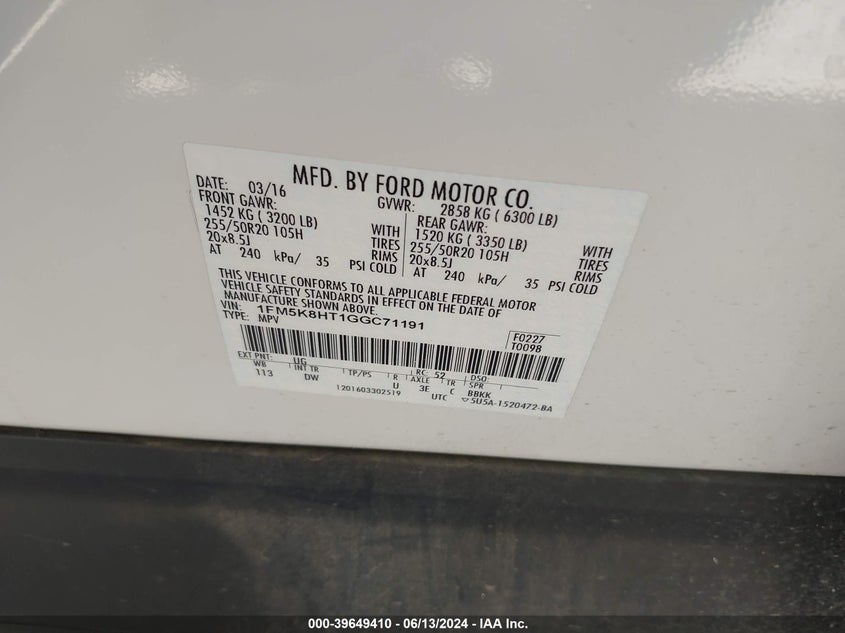 MFD. BY FORD MOTOR CO.
DATE: 03/16 GVWR: 2858 KG ( 6300 LB)
FRONT GAWR: REAR GAWR:
1452 KG ( 3200 LB) WITH 1520 KG ( 3350 LB) WITH
255/50R20 105H TIRES 255/50R20 105H TIRES
20x8.5J RIMS 20x8.5J RIMS
AT 240 kPa/ 35 PSI COLD AT 240 kPa/ 35 PSI COLD
THIS VEHICLE CONFORMS TO ALL APPLICABLE FEDERAL MOTOR
VEHICLE SAFETY STANDARDS IN EFFECT ON THE DATE OF
MANUFACTURE SHOWN ABOVE.
VIN: 1FM5K8HT1GGC71191
TYPE: MPV
F0227
T0098
EXT PNT: UG RC: 52 DSO:
WB INT TR TP/PS R AXLE TR SPR
113 DW U 3E C BBKK
1201603302519 UTC ▽5U5A-1520472-BA
000-39649410 - 06/13/2024 - IAA Inc.